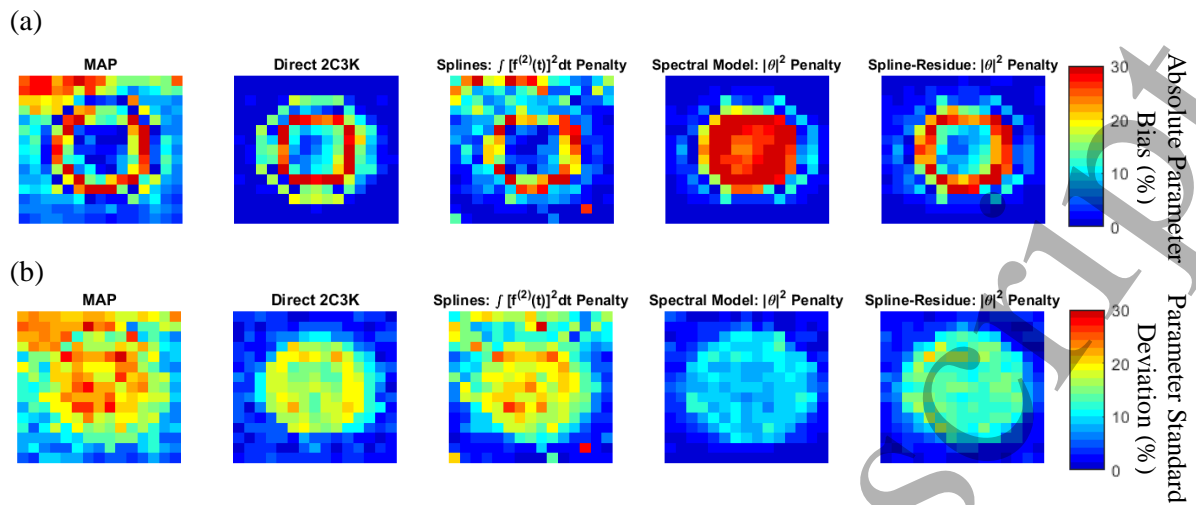 (a)
MAP
Direct 2C3K
Splines: ∫ [f⁽²⁾(t)]²dt Penalty
Spectral Model: |θ|² Penalty
Spline-Residue: |θ|² Penalty
30
20
10
0
Absolute Parameter
Bias (%)
(b)
MAP
Direct 2C3K
Splines: ∫ [f⁽²⁾(t)]²dt Penalty
Spectral Model: |θ|² Penalty
Spline-Residue: |θ|² Penalty
30
20
10
0
Parameter Standard
Deviation (%)
script